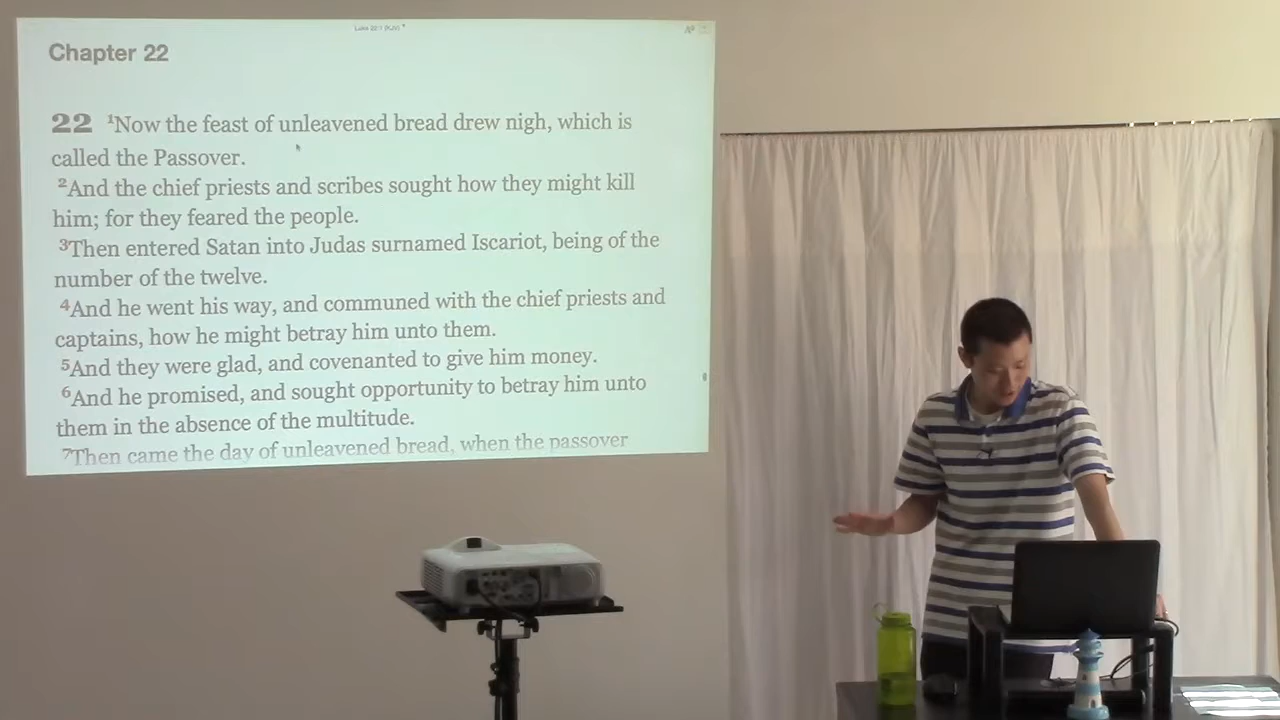 Luke 22:1 (KJV)
Chapter 22
22 1Now the feast of unleavened bread drew nigh, which is
called the Passover.
2And the chief priests and scribes sought how they might kill
him; for they feared the people.
3Then entered Satan into Judas surnamed Iscariot, being of the
number of the twelve.
4And he went his way, and communed with the chief priests and
captains, how he might betray him unto them.
5And they were glad, and covenanted to give him money.
6And he promised, and sought opportunity to betray him unto
them in the absence of the multitude.
7Then came the day of unleavened bread, when the passover